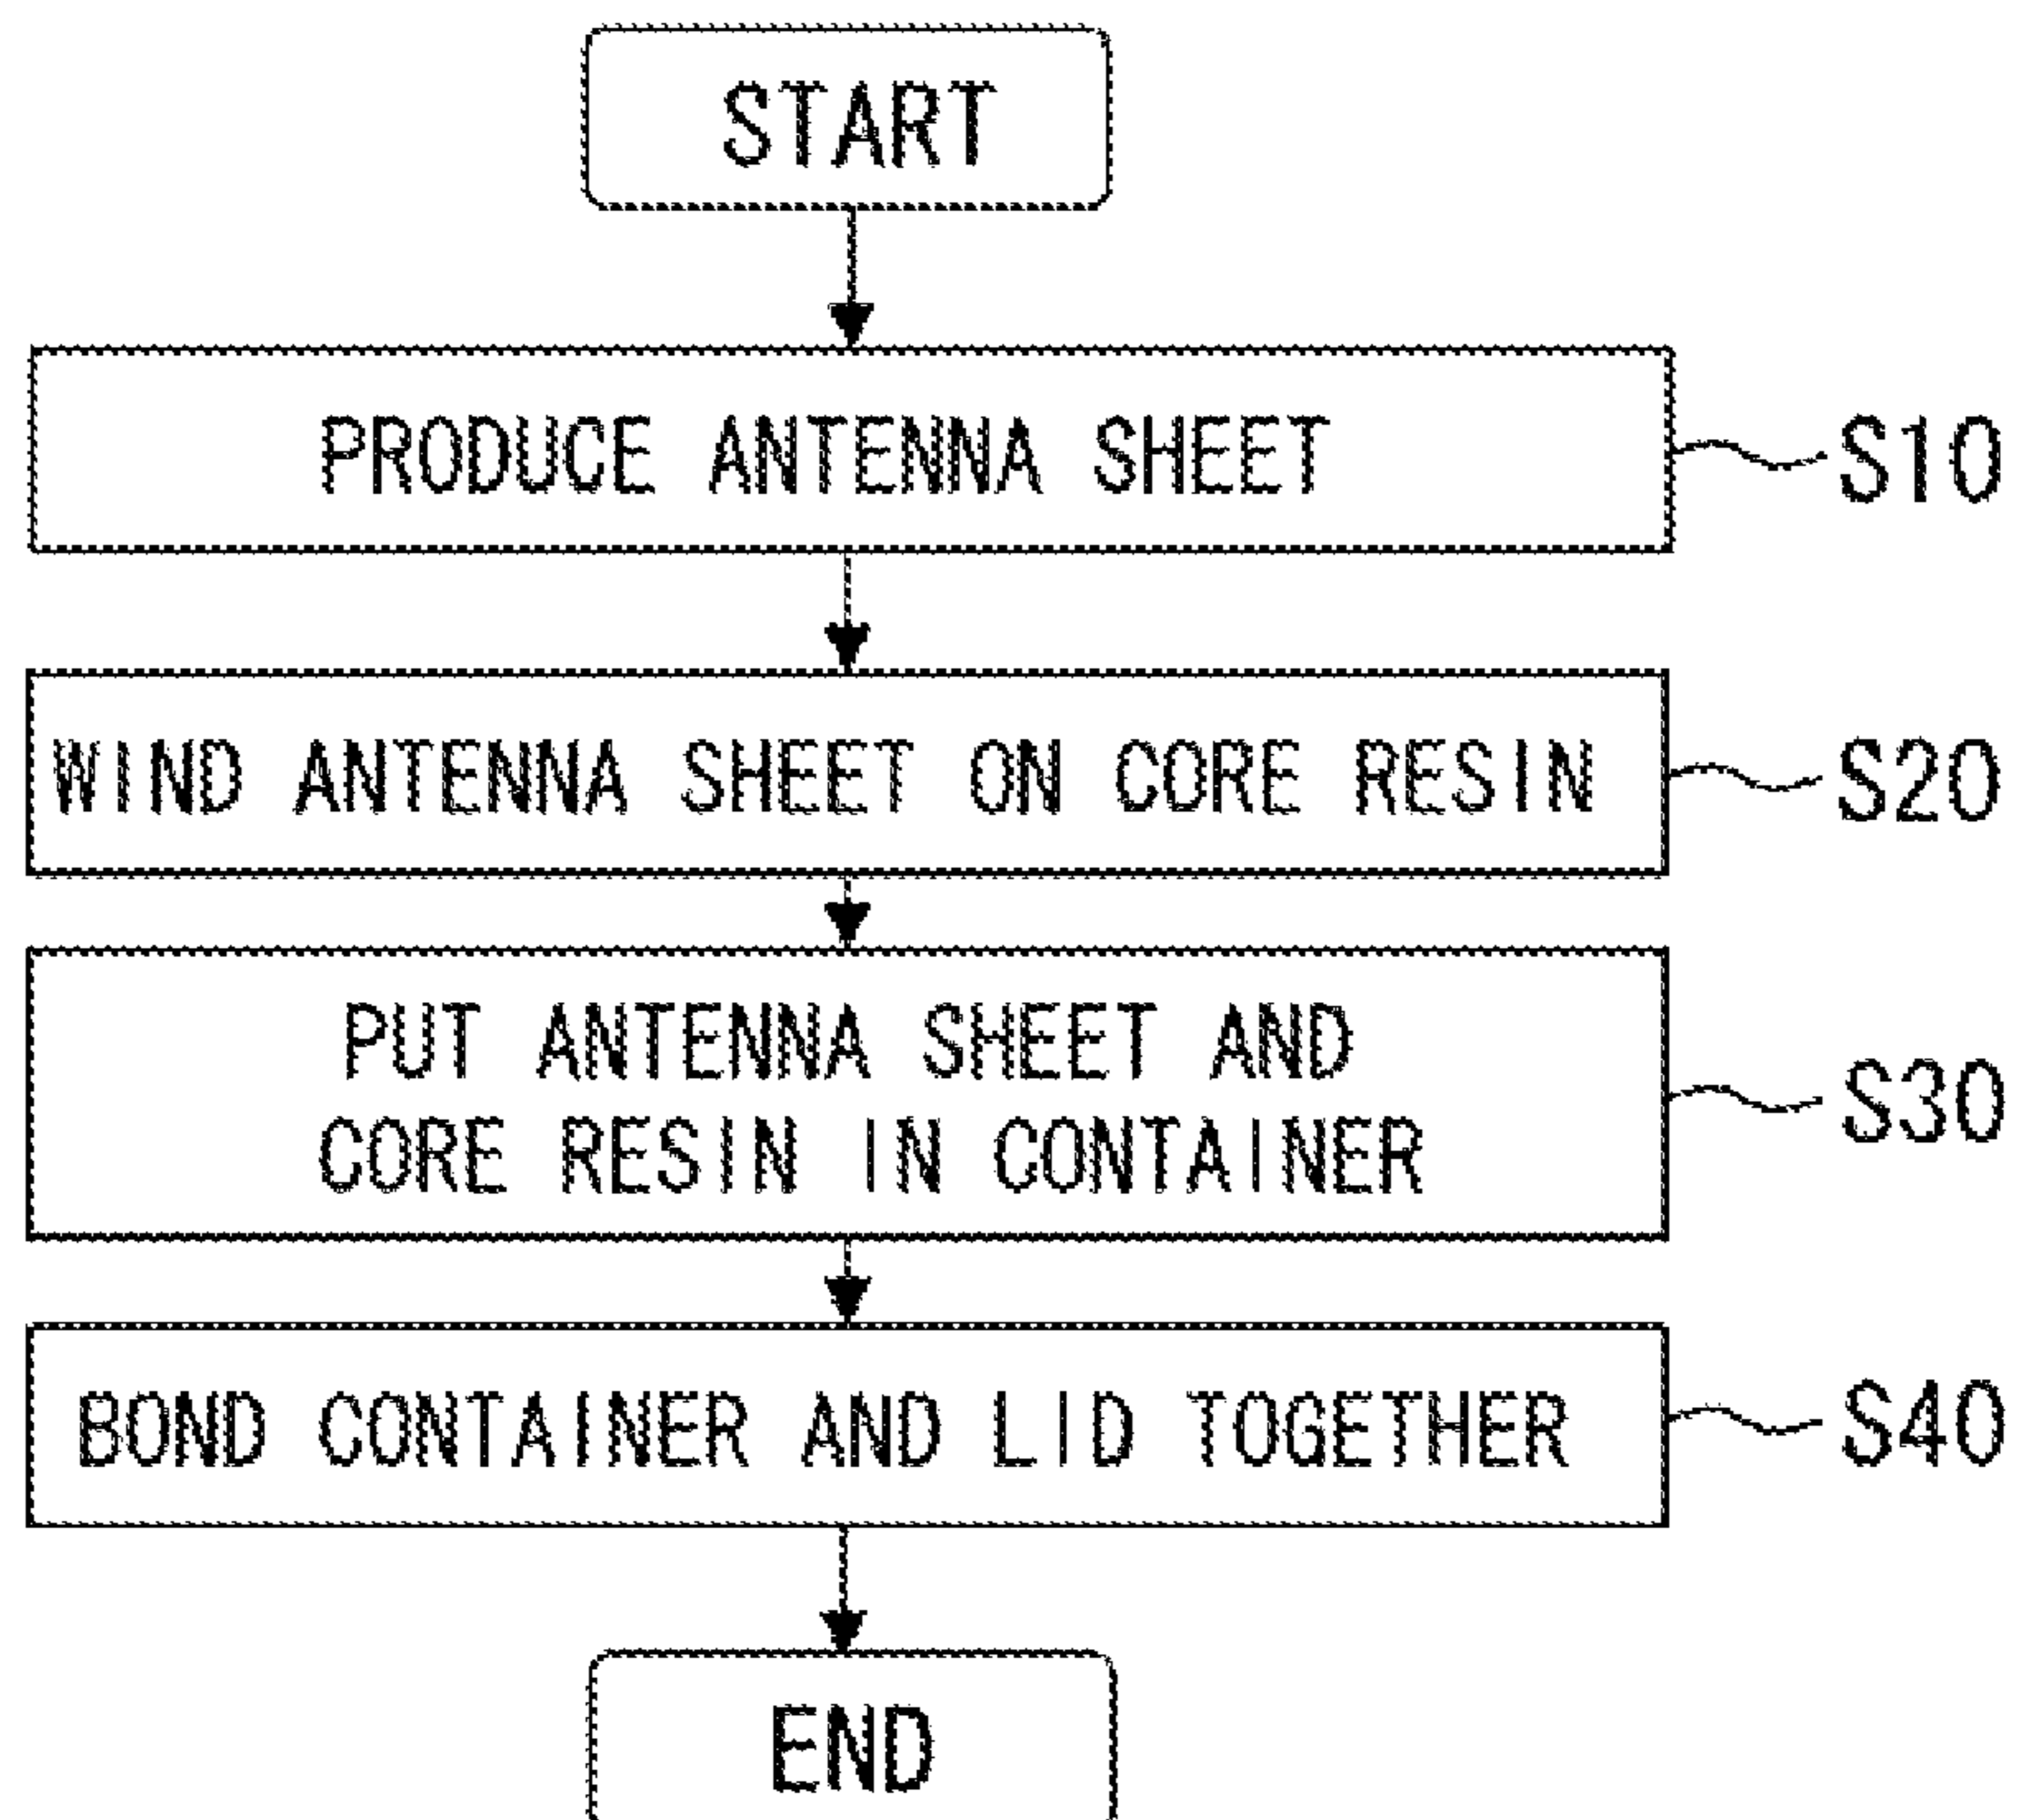 START
PRODUCE ANTENNA SHEET
S10
WIND ANTENNA SHEET ON CORE RESIN
S20
PUT ANTENNA SHEET AND
CORE RESIN IN CONTAINER
S30
BOND CONTAINER AND LID TOGETHER
S40
END